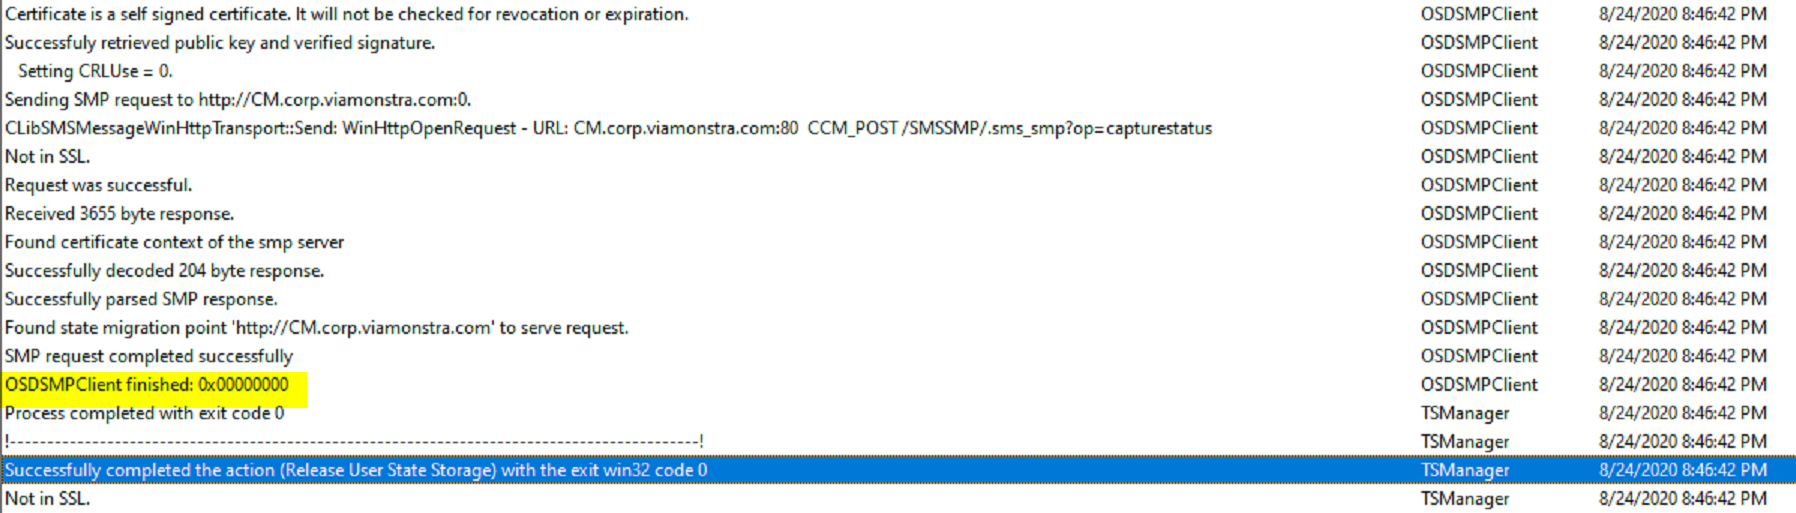 Certificate is a self signed certificate. It will not be checked for revocation or expiration. OSDSMPClient 8/24/2020 8:46:42 PM
Successfuly retrieved public key and verified signature. OSDSMPClient 8/24/2020 8:46:42 PM
Setting CRLUse = 0. OSDSMPClient 8/24/2020 8:46:42 PM
Sending SMP request to http://CM.corp.viamonstra.com:0. OSDSMPClient 8/24/2020 8:46:42 PM
CLibSMSMessageWinHttpTransport::Send: WinHttpOpenRequest - URL: CM.corp.viamonstra.com:80 CCM_POST /SMSSMP/.sms_smp?op=capturestatus OSDSMPClient 8/24/2020 8:46:42 PM
Not in SSL. OSDSMPClient 8/24/2020 8:46:42 PM
Request was successful. OSDSMPClient 8/24/2020 8:46:42 PM
Received 3655 byte response. OSDSMPClient 8/24/2020 8:46:42 PM
Found certificate context of the smp server OSDSMPClient 8/24/2020 8:46:42 PM
Successfully decoded 204 byte response. OSDSMPClient 8/24/2020 8:46:42 PM
Successfully parsed SMP response. OSDSMPClient 8/24/2020 8:46:42 PM
Found state migration point 'http://CM.corp.viamonstra.com' to serve request. OSDSMPClient 8/24/2020 8:46:42 PM
SMP request completed successfully OSDSMPClient 8/24/2020 8:46:42 PM
OSDSMPClient finished: 0x00000000 OSDSMPClient 8/24/2020 8:46:42 PM
Process completed with exit code 0 TSManager 8/24/2020 8:46:42 PM
!--------------------------------------------------------------------------------------------! TSManager 8/24/2020 8:46:42 PM
Successfully completed the action (Release User State Storage) with the exit win32 code 0 TSManager 8/24/2020 8:46:42 PM
Not in SSL. TSManager 8/24/2020 8:46:42 PM